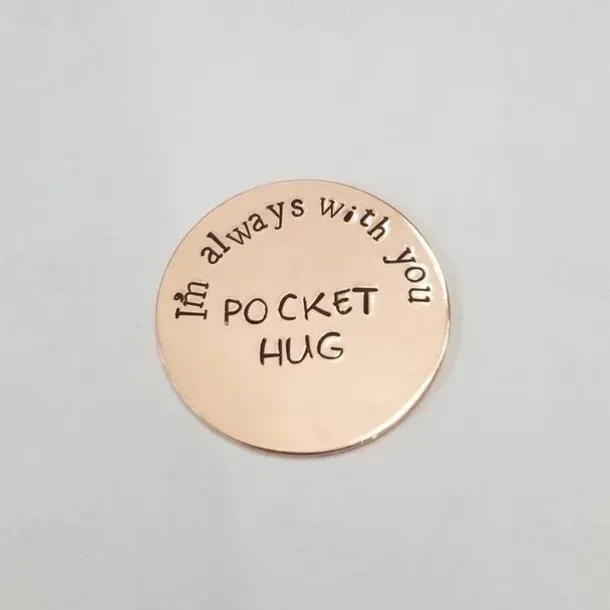 I'm always with you
POCKET
HUG